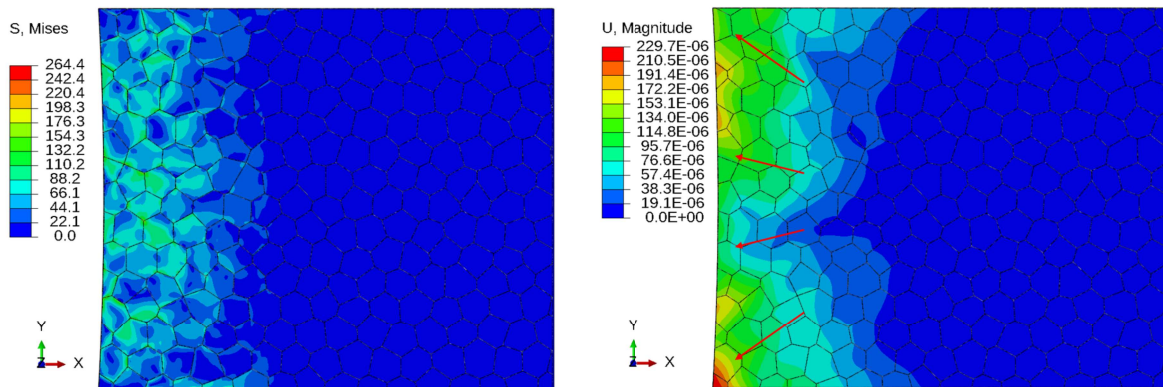 S, Mises
264.4
242.4
220.4
198.3
176.3
154.3
132.2
110.2
88.2
66.1
44.1
22.1
0.0
Y
Z
X
U, Magnitude
229.7E-06
210.5E-06
191.4E-06
172.2E-06
153.1E-06
134.0E-06
114.8E-06
95.7E-06
76.6E-06
57.4E-06
38.3E-06
19.1E-06
0.0E+00
Y
Z
X